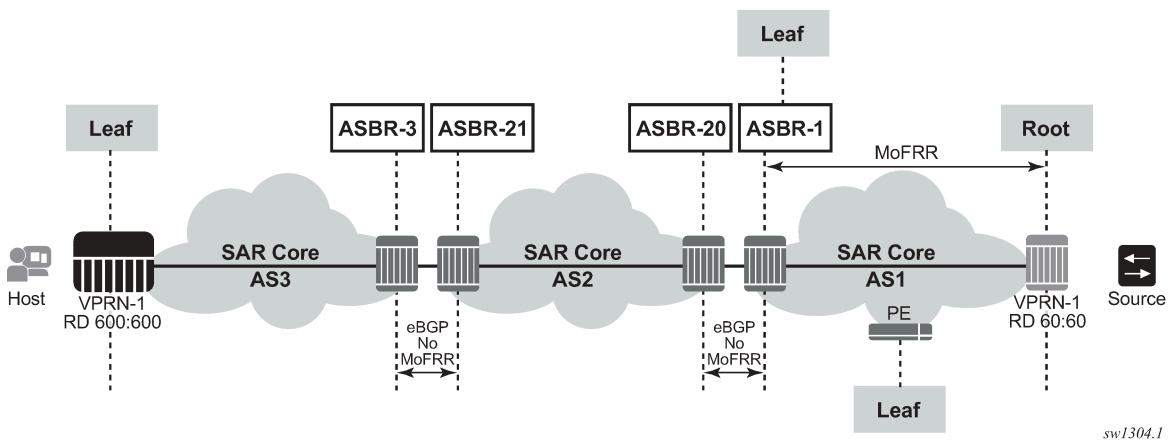 Leaf
Leaf
ASBR-3
ASBR-21
ASBR-20
ASBR-1
Root
MoFRR
SAR Core
AS3
SAR Core
AS2
SAR Core
AS1
Host
VPRN-1
RD 600:600
PE
VPRN-1
RD 60:60
Source
eBGP
No
MoFRR
eBGP
No
MoFRR
Leaf
sw1304.1